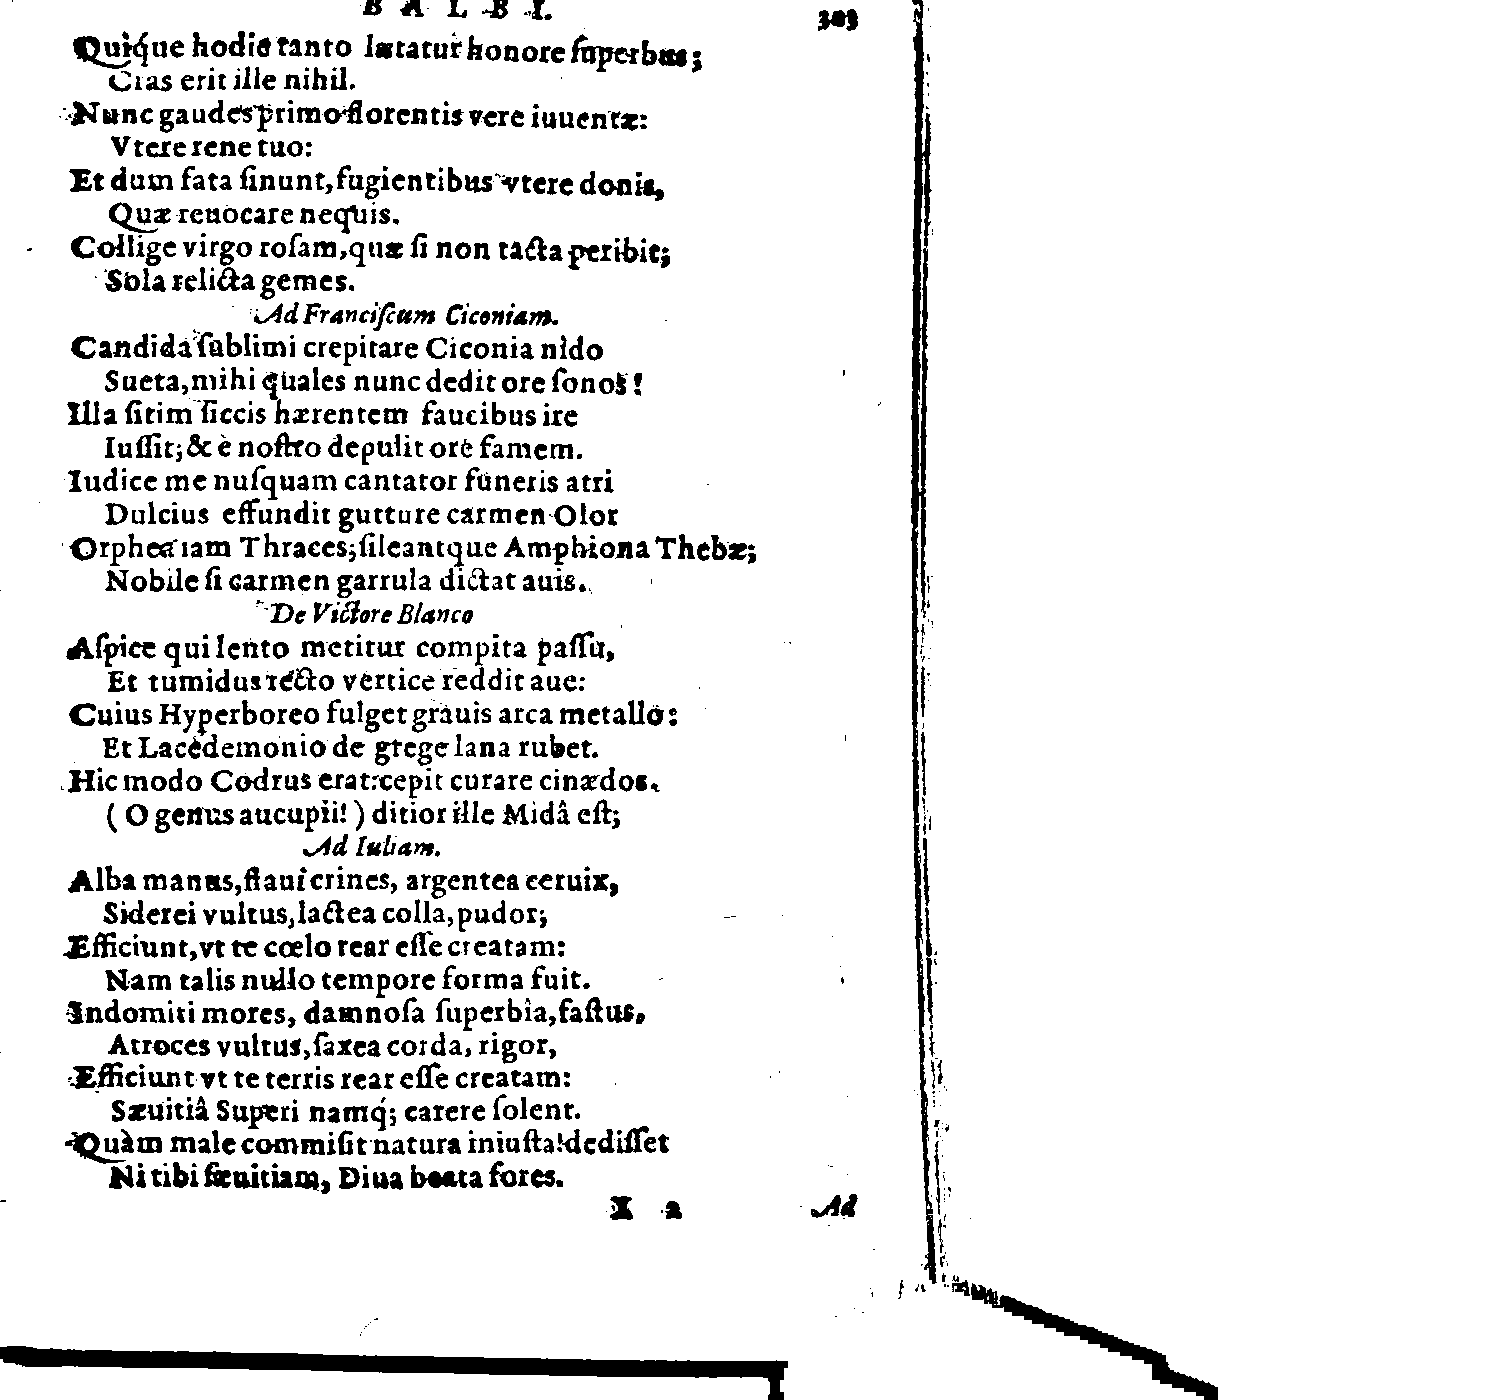 BALBI. 303
Quiq́ue hodie tanto lætatur honore ſuperbus;
Cras erit ille nihil.
Nunc gaudes primo florentis vere iuuentæ:
Vtere rene tuo:
Et dum fata ſinunt, fugientibus vtere donis,
Quæ reuocare nequis.
Collige virgo roſam, quæ ſi non tacta peribit;
Sola relicta gemes.
Ad Franciſcum Ciconiam.
Candida ſublimi crepitare Ciconia nido
Sueta, mihi quales nunc dedit ore ſonos!
Illa ſitim ſiccis hærentem faucibus ire
Iuſſit; & è noſtro depulit ore famem.
Iudice me nuſquam cantator funeris atri
Dulcius effundit gutture carmen Olor
Orphea iam Thraces; ſileantque Amphiona Thebæ;
Nobile ſi carmen garrula dictat auis.
De Victore Blanco
Aſpice qui lento metitur compita paſſu,
Et tumidus recto vertice reddit aue:
Cuius Hyperboreo fulget grauis arca metallo:
Et Lacedemonio de grege lana rubet.
Hic modo Codrus erat: cepit curare cinædos.
(O genus aucupii!) ditior ille Midâ eſt;
Ad Iuliam.
Alba manus, flaui crines, argentea ceruix,
Siderei vultus, lactea colla, pudor;
Efficiunt, vt te cœlo rear eſſe creatam:
Nam talis nullo tempore forma fuit.
Indomiti mores, damnoſa ſuperbia, faſtus,
Atroces vultus, ſaxea corda, rigor,
Efficiunt vt te terris rear eſſe creatam:
Sæuitiâ Superi namq́; carere ſolent.
Quàm male commiſit natura iniuſta! dediſſet
Ni tibi ſæuitiam, Diua beata fores.
X 2 Ad